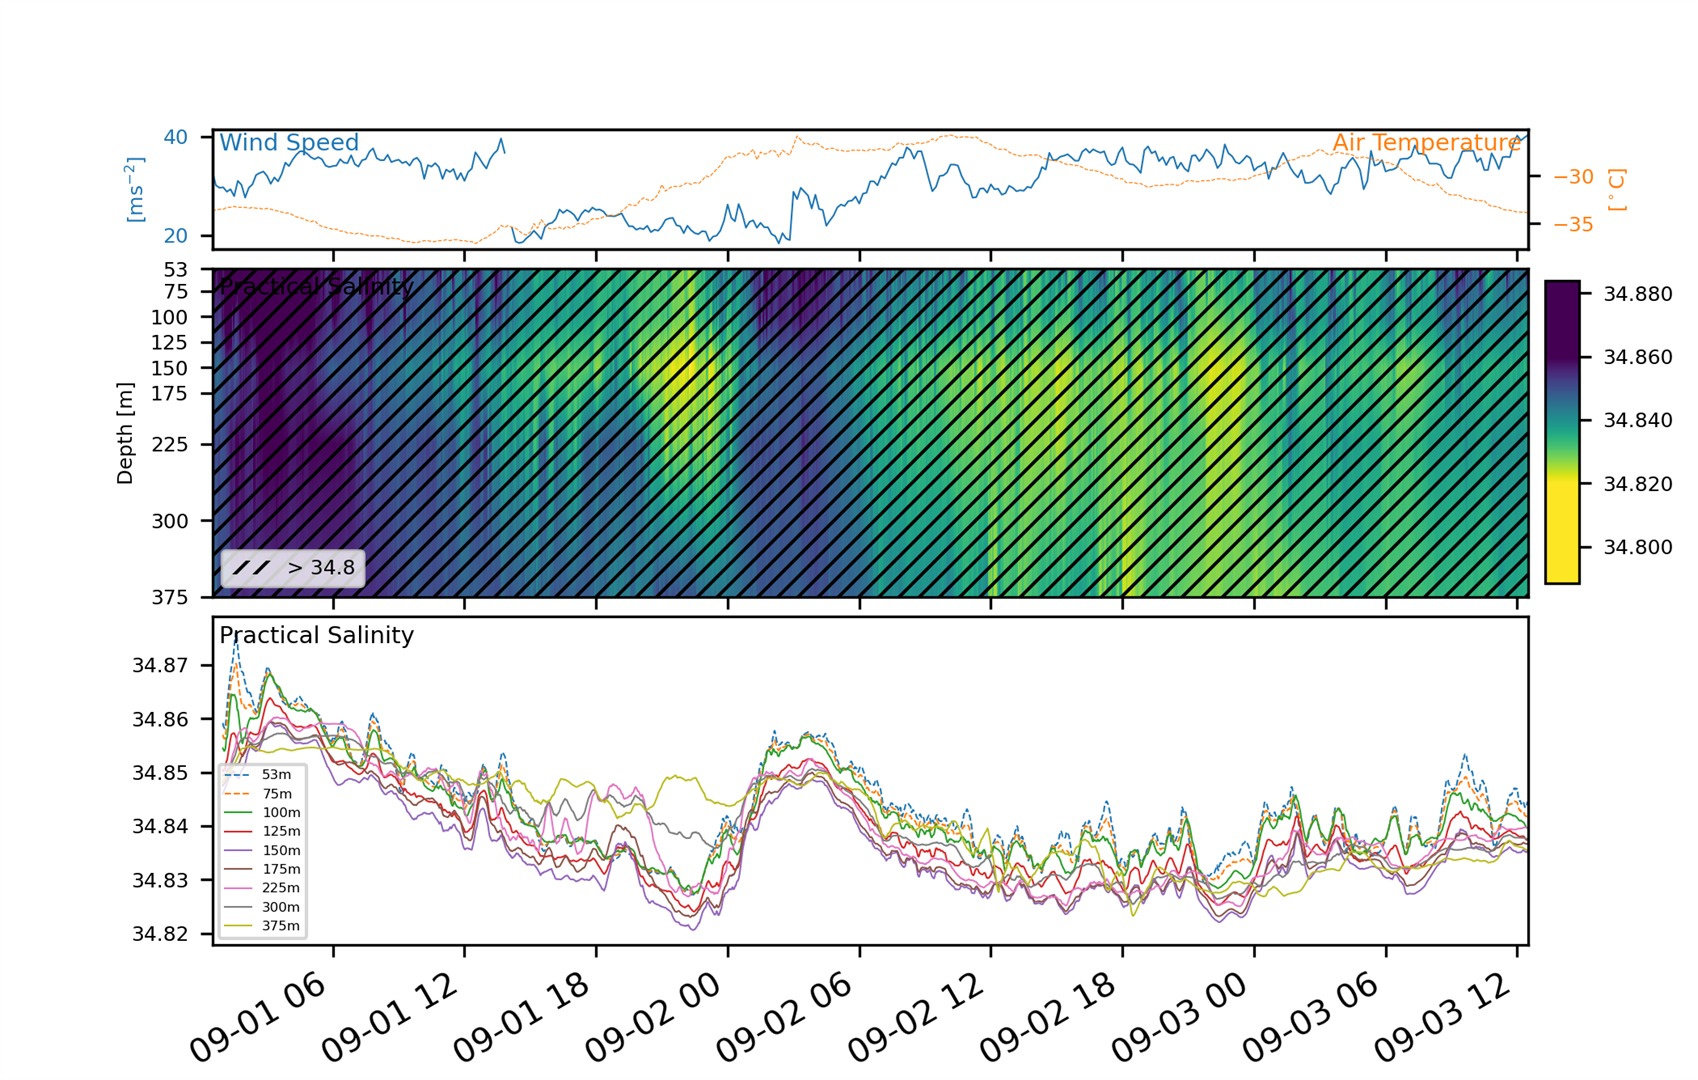 Wind Speed
Air Temperature
40
20
[ms⁻²]
−30
−35
[°C]
Practical Salinity
53
75
100
125
150
175
225
300
375
Depth [m]
> 34.8
34.880
34.860
34.840
34.820
34.800
Practical Salinity
34.87
34.86
34.85
34.84
34.83
34.82
53m
75m
100m
125m
150m
175m
225m
300m
375m
09-01 06
09-01 12
09-01 18
09-02 00
09-02 06
09-02 12
09-02 18
09-03 00
09-03 06
09-03 12